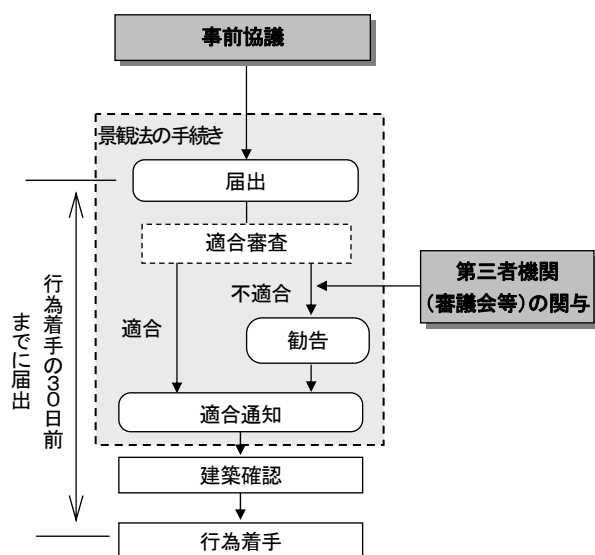 事前協議
景観法の手続き
届出
適合審査
不適合
適合
第三者機関
(審議会等)の関与
勧告
適合通知
行為着手の30日前
までに届出
建築確認
行為着手